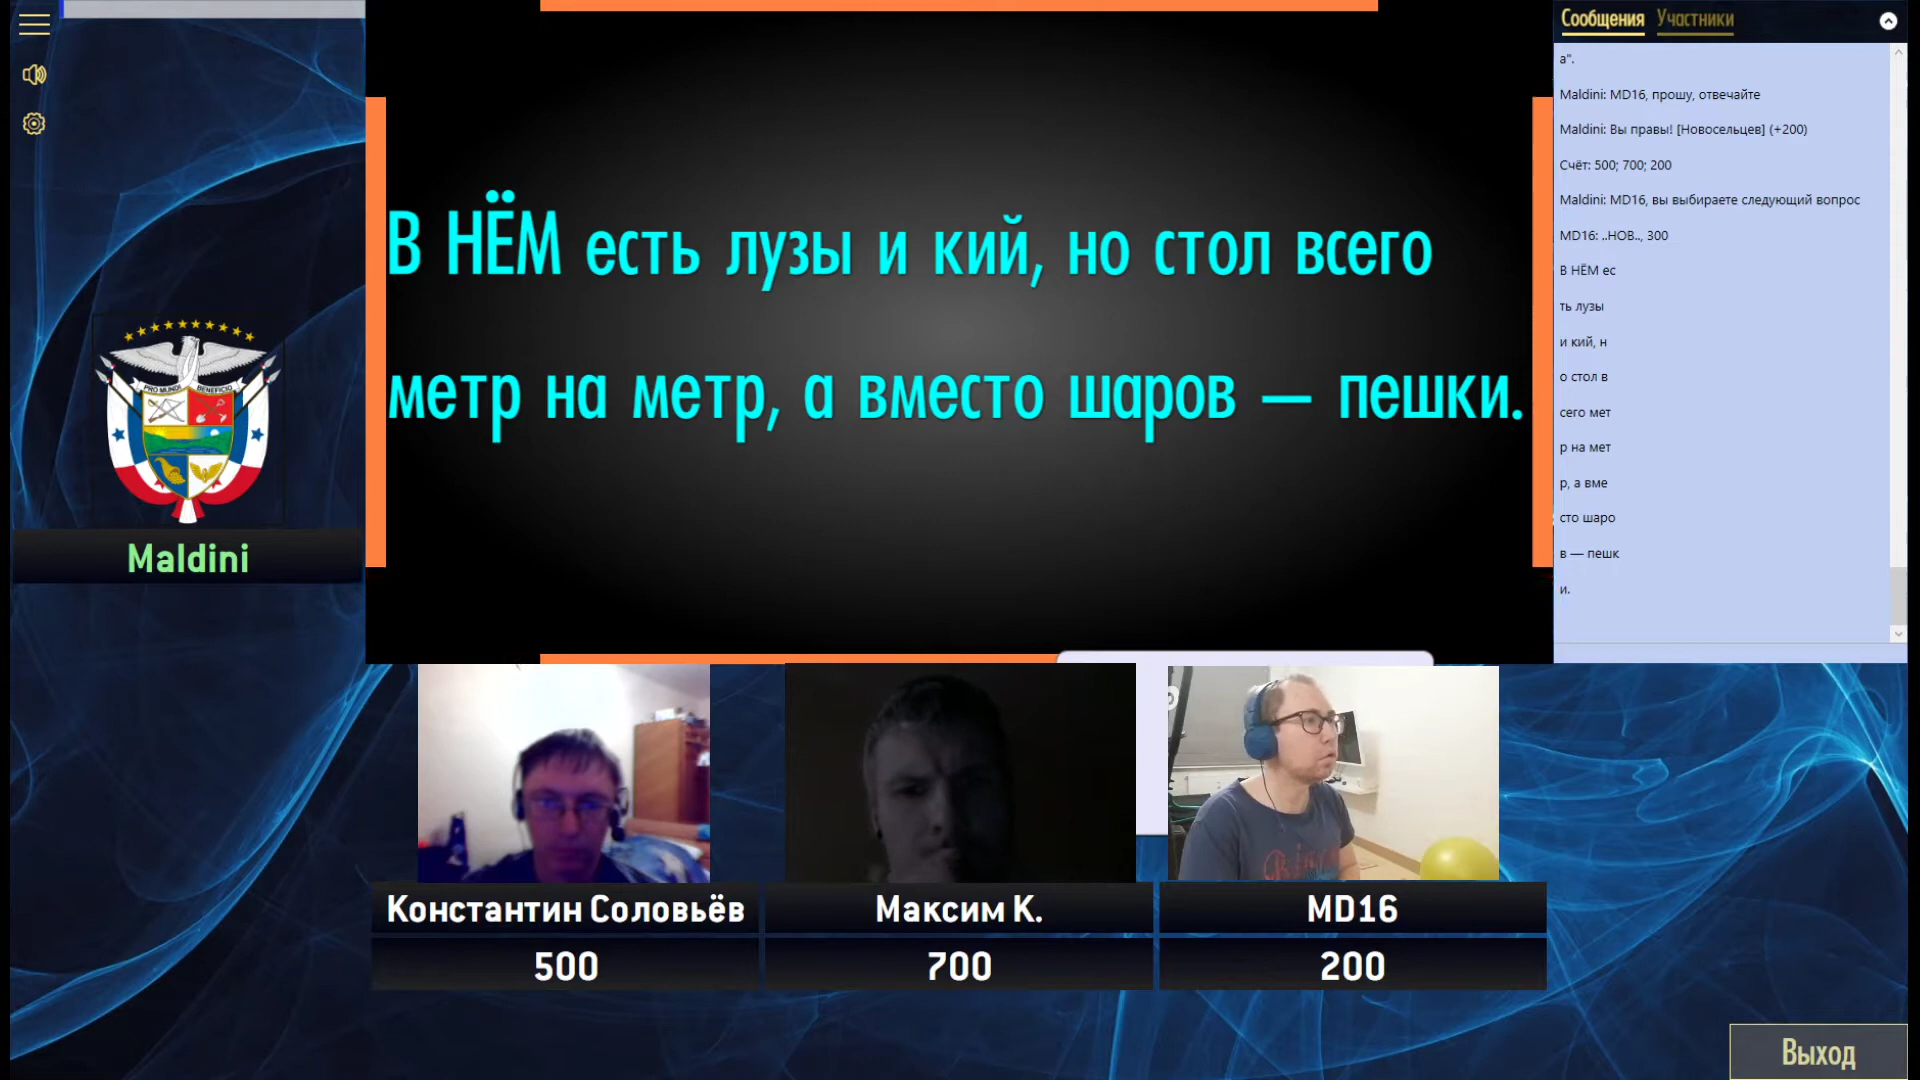 Сообщения Участники
В НЁМ есть лузы и кий, но стол всего
метр на метр, а вместо шаров — пешки.
а".
Maldini: MD16, прошу, отвечайте
Maldini: Вы правы! [Новосельцев] (+200)
Счёт: 500; 700; 200
Maldini: MD16, вы выбираете следующий вопрос
MD16: ..НОВ.., 300
В НЁМ ес
ть лузы
и кий, н
о стол в
сего мет
р на мет
р, а вме
сто шаро
в — пешк
и.
PRO MUNDI BENEFICIO
Maldini
Константин Соловьёв
Максим К.
MD16
500
700
200
Выход